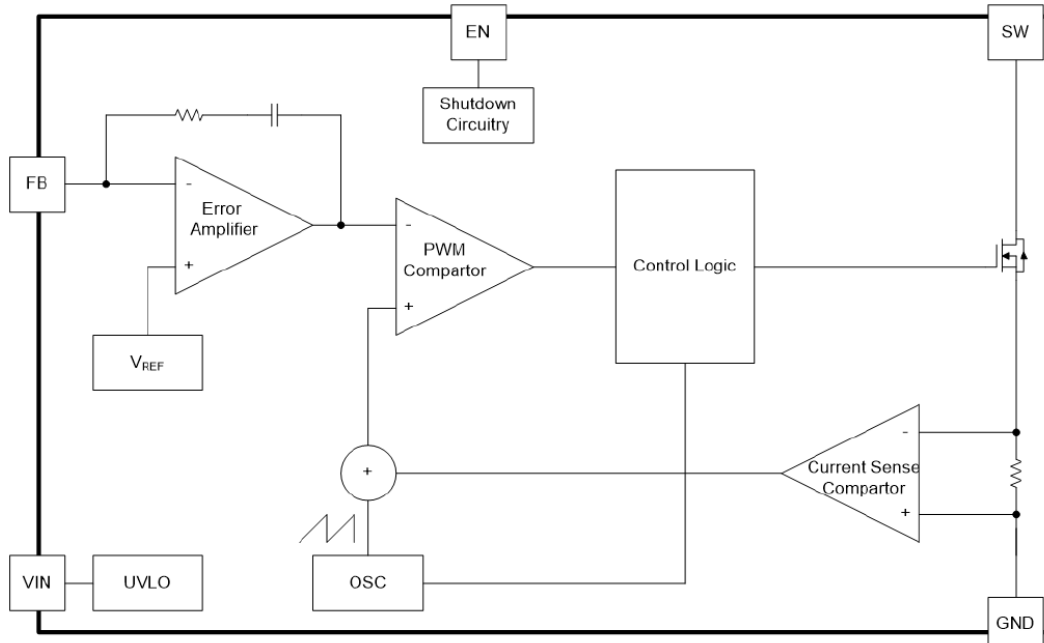 EN
SW
Shutdown
Circuitry
FB
-
Error
Amplifier
+
-
PWM
Compartor
+
Control Logic
VREF
-
Current Sense
Compartor
+
+
VIN
UVLO
OSC
GND